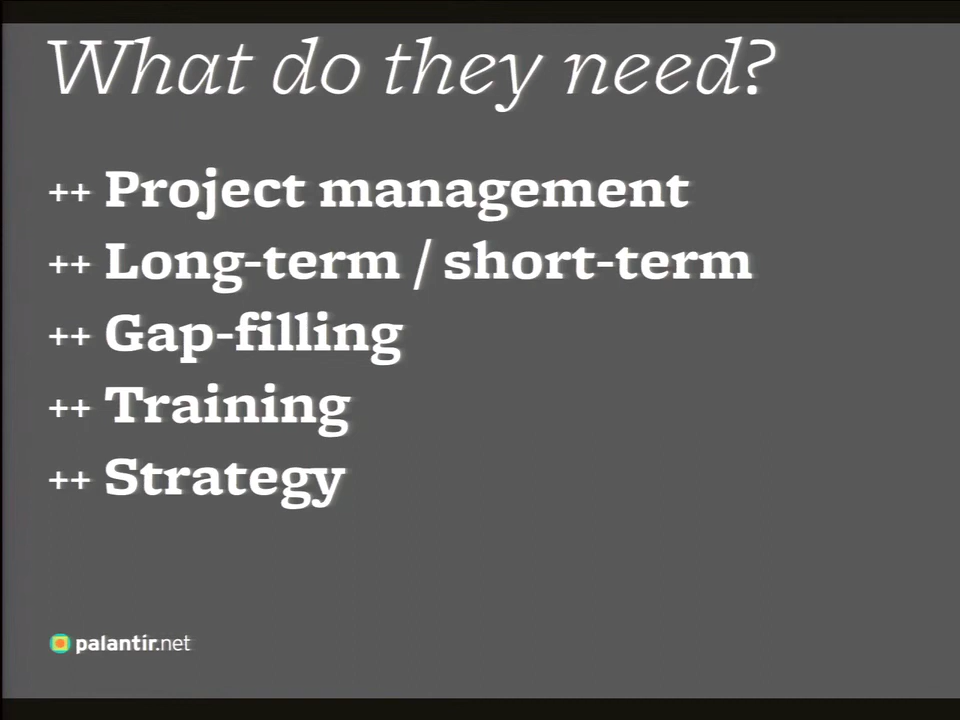 What do they need?
++ Project management
++ Long-term / short-term
++ Gap-filling
++ Training
++ Strategy
palantir.net